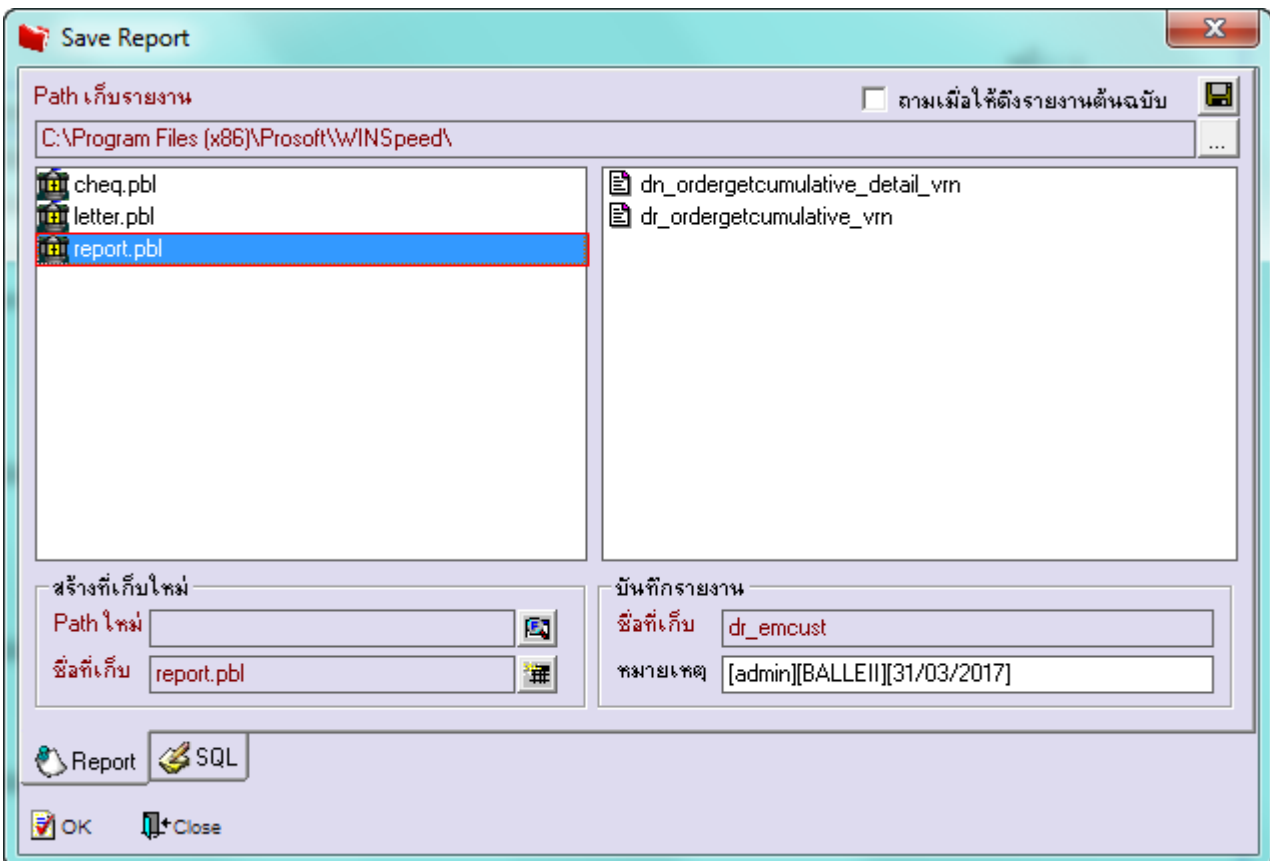 Save Report
Path เก็บรายงาน
ถามเมื่อให้ดึงรายงานต้นฉบับ
C:\Program Files (x86)\Prosoft\WINSpeed\
...
cheq.pbl
letter.pbl
report.pbl
dn_ordergetcumulative_detail_vrn
dr_ordergetcumulative_vrn
สร้างที่เก็บใหม่
Path ใหม่
ชื่อที่เก็บ report.pbl
บันทึกรายงาน
ชื่อที่เก็บ dr_emcust
หมายเหตุ [admin][BALLEII][31/03/2017]
Report SQL
OK Close